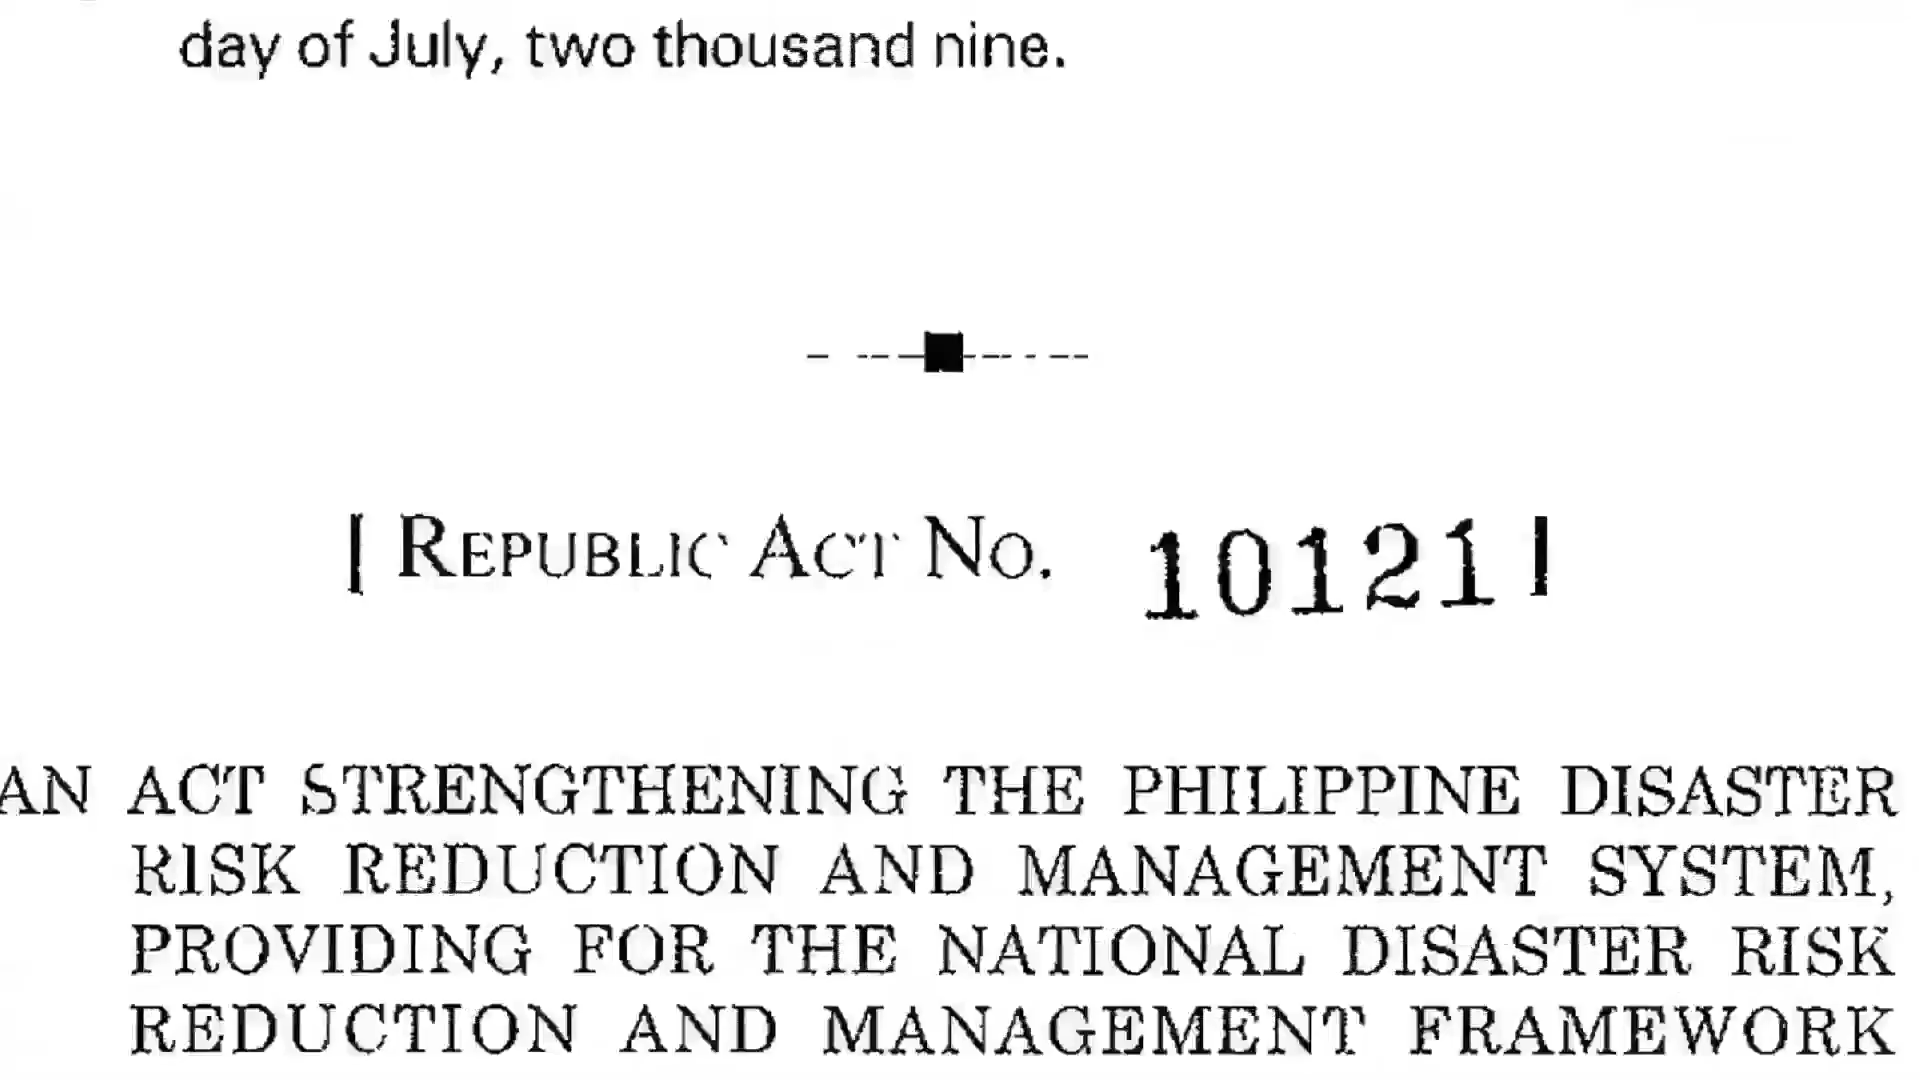 day of July, two thousand nine.
[ REPUBLIC ACT NO. 10121 ]
AN ACT STRENGTHENING THE PHILIPPINE DISASTER
RISK REDUCTION AND MANAGEMENT SYSTEM,
PROVIDING FOR THE NATIONAL DISASTER RISK
REDUCTION AND MANAGEMENT FRAMEWORK